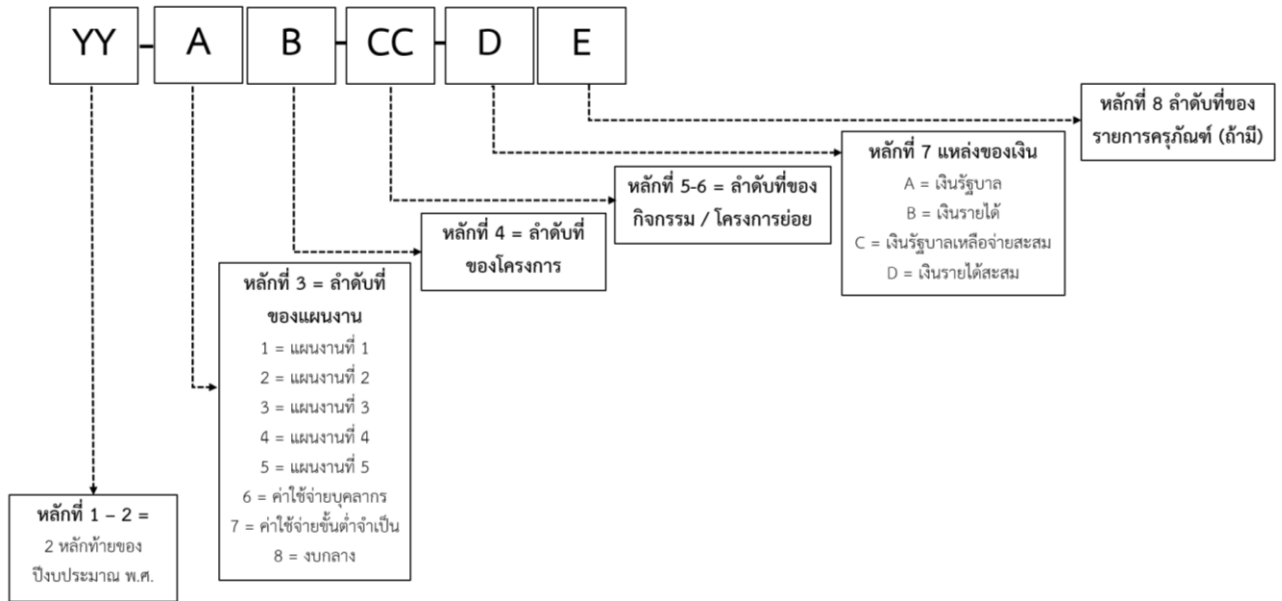 YY - A B - CC - D E
หลักที่ 8 ลำดับที่ของ
รายการครุภัณฑ์ (ถ้ามี)
หลักที่ 7 แหล่งของเงิน
A = เงินรัฐบาล
B = เงินรายได้
C = เงินรัฐบาลเหลือจ่ายสะสม
D = เงินรายได้สะสม
หลักที่ 5-6 = ลำดับที่ของ
กิจกรรม / โครงการย่อย
หลักที่ 4 = ลำดับที่
ของโครงการ
หลักที่ 3 = ลำดับที่
ของแผนงาน
1 = แผนงานที่ 1
2 = แผนงานที่ 2
3 = แผนงานที่ 3
4 = แผนงานที่ 4
5 = แผนงานที่ 5
6 = ค่าใช้จ่ายบุคลากร
7 = ค่าใช้จ่ายขั้นต่ำจำเป็น
8 = งบกลาง
หลักที่ 1 – 2 =
2 หลักท้ายของ
ปีงบประมาณ พ.ศ.